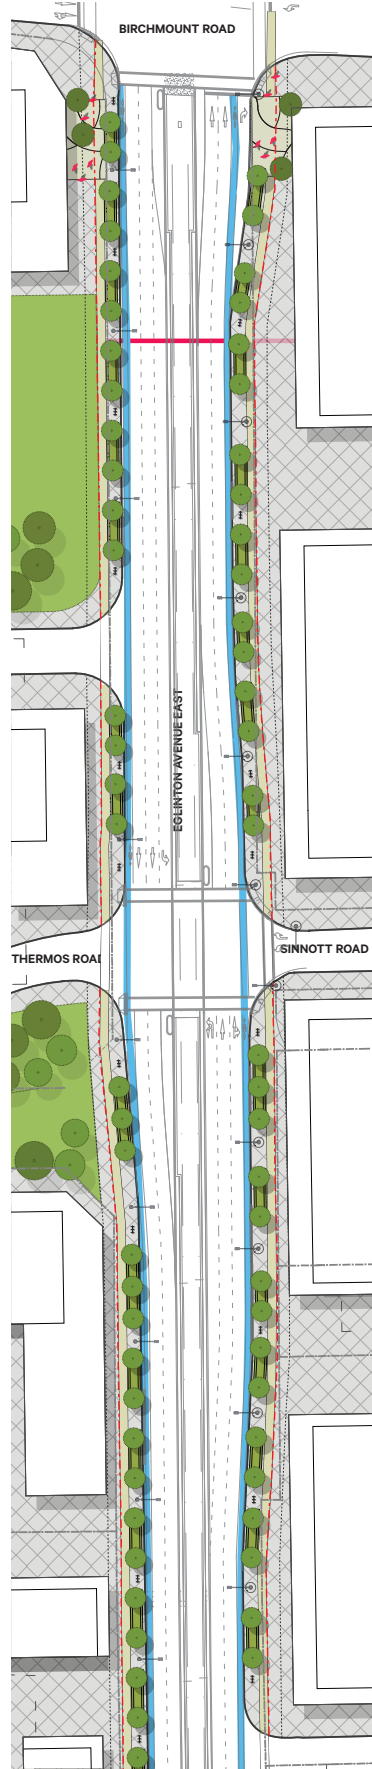 BIRCHMOUNT ROAD
EGLINTON AVENUE EAST
THERMOS ROAD
SINNOTT ROAD